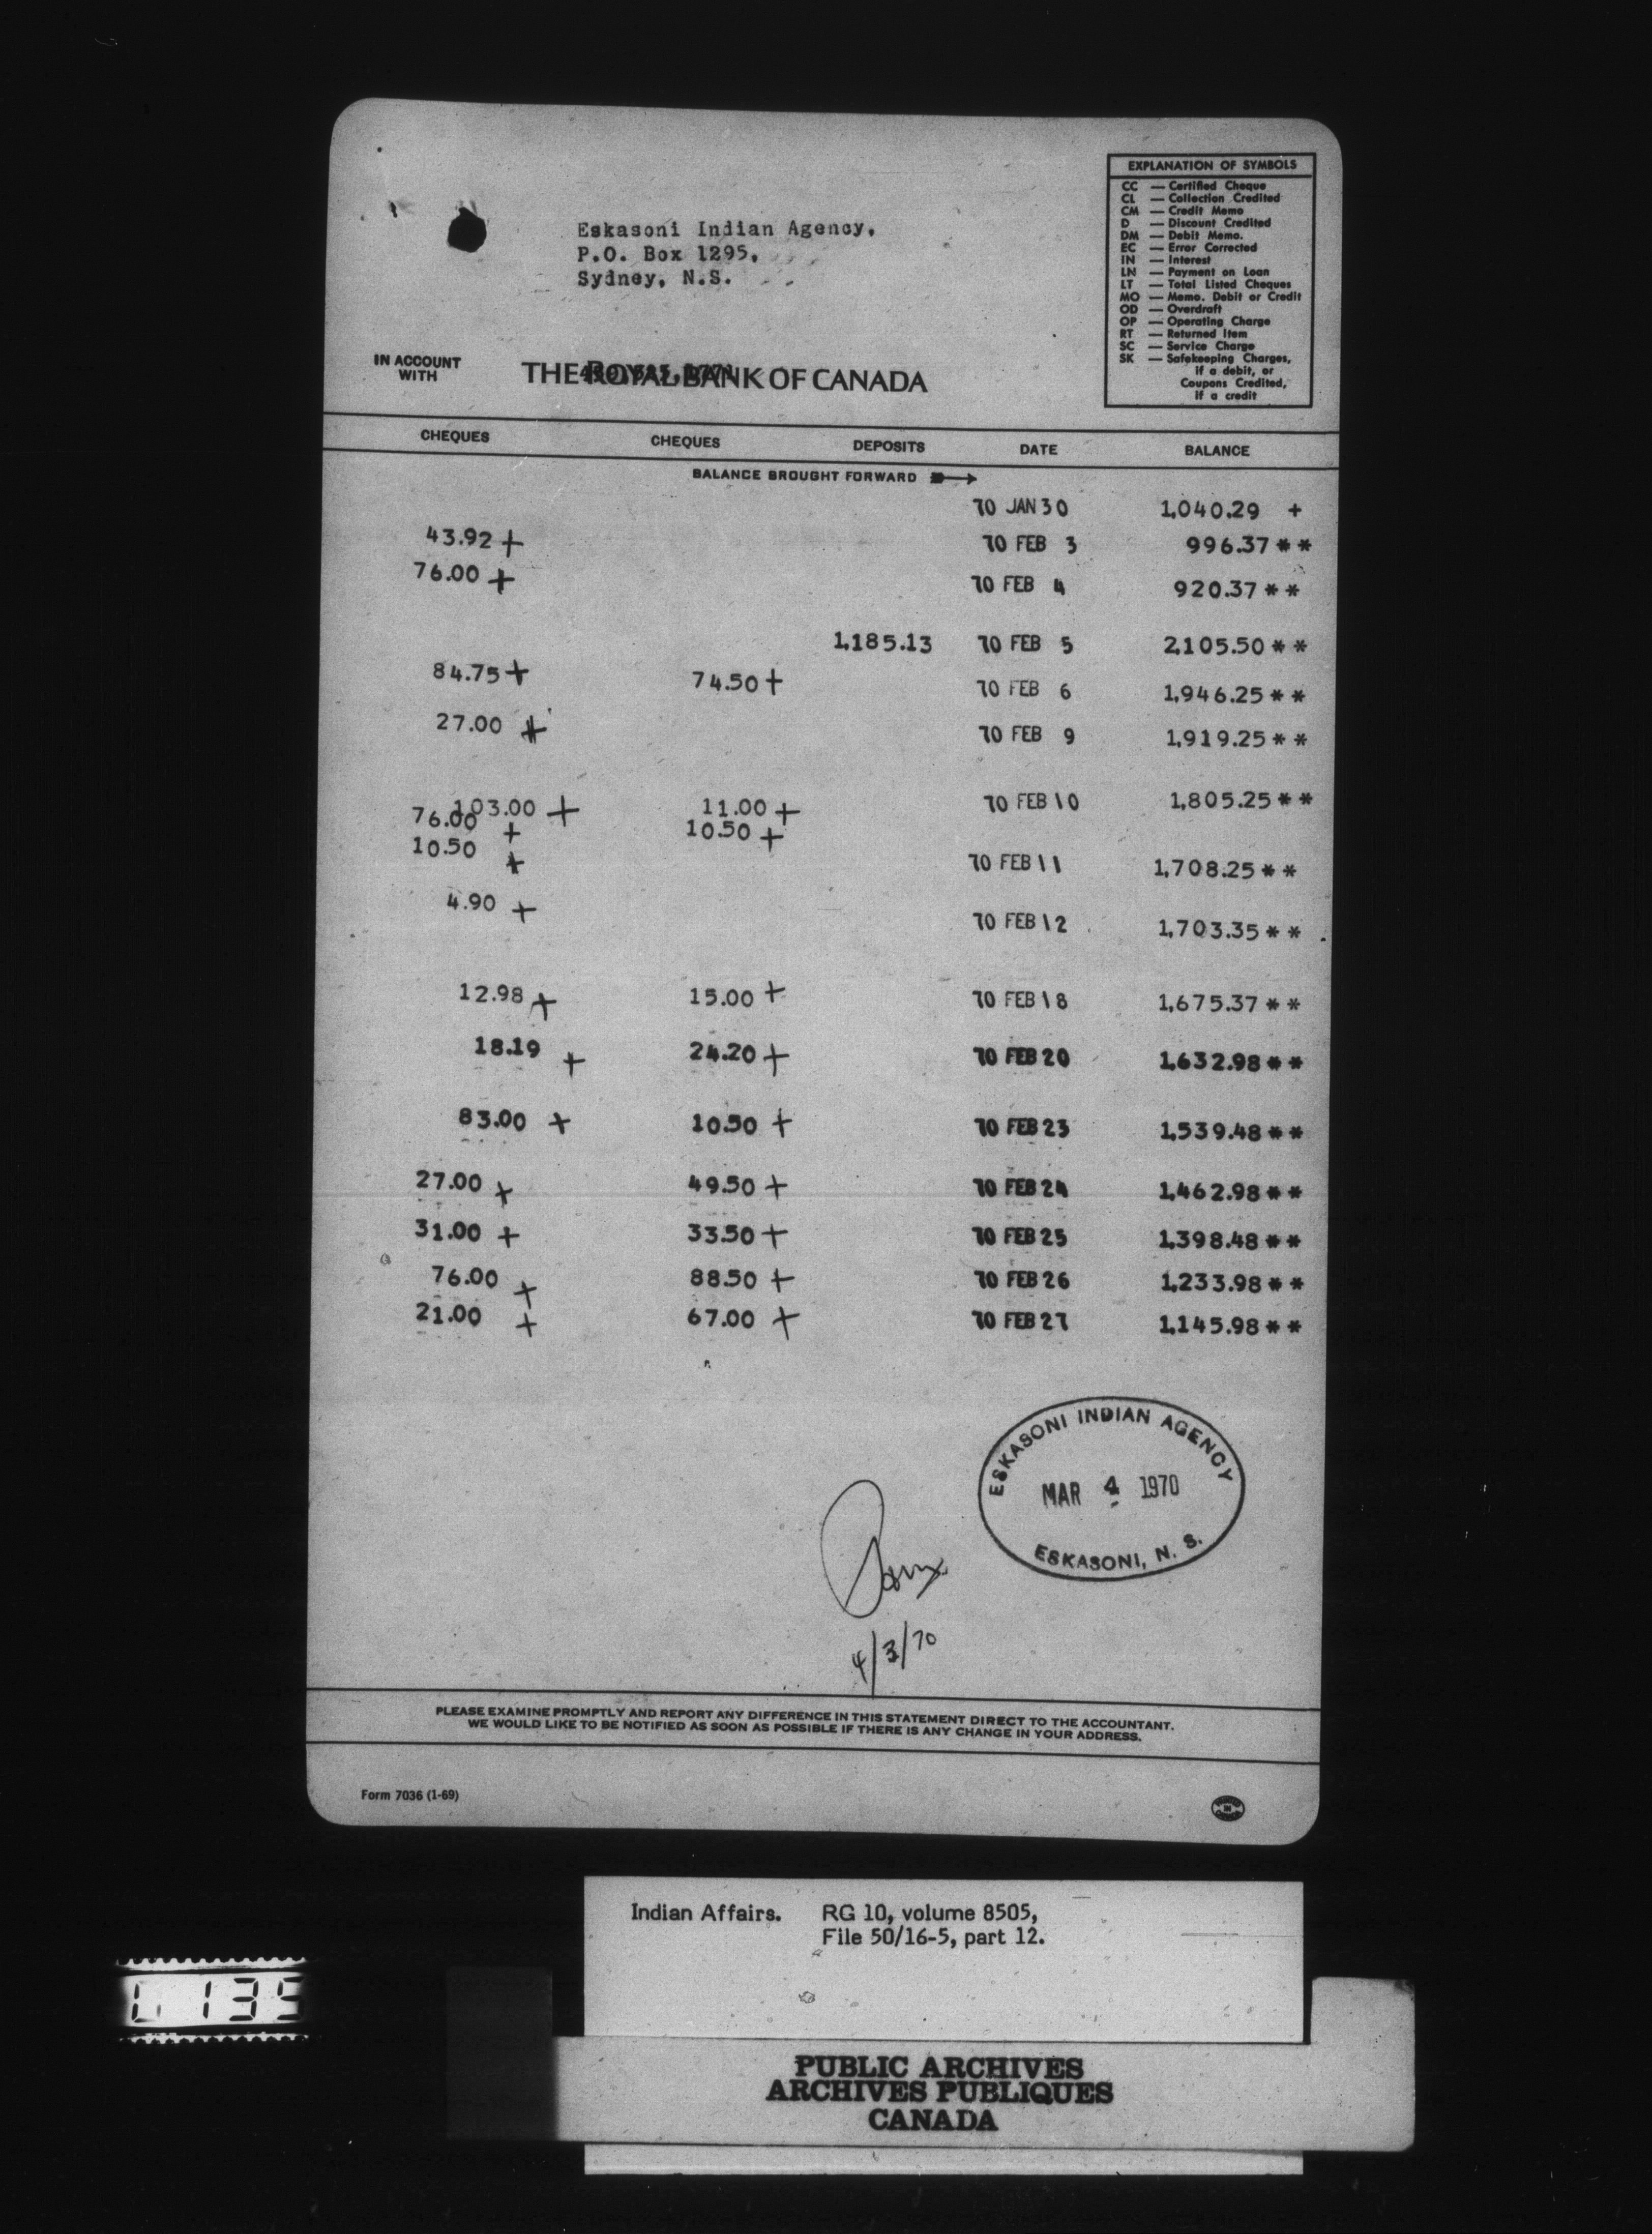 Eskasoni Indian Agency,
P.O. Box 1295,
Sydney, N.S.
EXPLANATION OF SYMBOLS
CC — Certified Cheque
CL — Collection Credited
CM — Credit Memo
D — Discount Credited
DM — Debit Memo.
EC — Error Corrected
IN — Interest
LN — Payment on Loan
LT — Total Listed Cheques
MO — Memo. Debit or Credit
OD — Overdraft
OP — Operating Charge
RT — Returned Item
SC — Service Charge
SK — Safekeeping Charges,
if a debit, or
Coupons Credited,
if a credit
IN ACCOUNT
WITH
THE ROYAL BANK OF CANADA
CHEQUES CHEQUES DEPOSITS DATE BALANCE
BALANCE BROUGHT FORWARD
70 JAN 30 1,040.29 +
43.92 + 70 FEB 3 996.37 * *
76.00 + 70 FEB 4 920.37 * *
1,185.13 70 FEB 5 2,105.50 * *
84.75 + 74.50 + 70 FEB 6 1,946.25 * *
27.00 + 70 FEB 9 1,919.25 * *
103.00 + 11.00 + 70 FEB 10 1,805.25 * *
76.00 + 10.50 +
10.50 + 70 FEB 11 1,708.25 * *
4.90 + 70 FEB 12 1,703.35 * *
12.98 + 15.00 + 70 FEB 18 1,675.37 * *
18.19 + 24.20 + 70 FEB 20 1,632.98 * *
83.00 + 10.50 + 70 FEB 23 1,539.48 * *
27.00 + 49.50 + 70 FEB 24 1,462.98 * *
31.00 + 33.50 + 70 FEB 25 1,398.48 * *
76.00 + 88.50 + 70 FEB 26 1,233.98 * *
21.00 + 67.00 + 70 FEB 27 1,145.98 * *
ESKASONI INDIAN AGENCY
MAR 4 1970
ESKASONI, N. S.
4/3/70
PLEASE EXAMINE PROMPTLY AND REPORT ANY DIFFERENCE IN THIS STATEMENT DIRECT TO THE ACCOUNTANT.
WE WOULD LIKE TO BE NOTIFIED AS SOON AS POSSIBLE IF THERE IS ANY CHANGE IN YOUR ADDRESS.
Form 7036 (1-69)
Indian Affairs. RG 10, volume 8505,
File 50/16-5, part 12.
135
PUBLIC ARCHIVES
ARCHIVES PUBLIQUES
CANADA